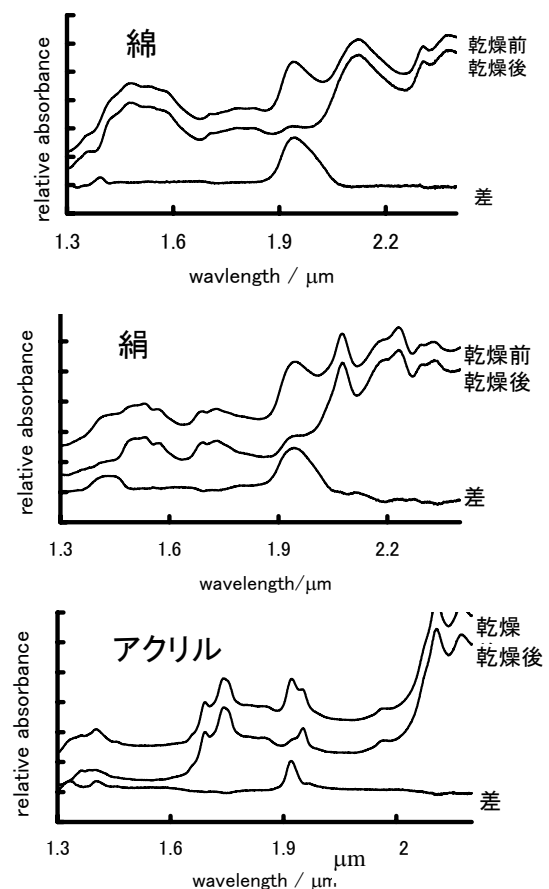 綿
乾燥前
乾燥後
差
relative absorbance
1.3 1.6 1.9 2.2
wavlength / μm
絹
乾燥前
乾燥後
差
relative absorbance
1.3 1.6 1.9 2.2
wavelength/μm
アクリル
乾燥
乾燥後
差
relative absorbance
1.3 1.6 1.9 μm 2
wavelength / μm